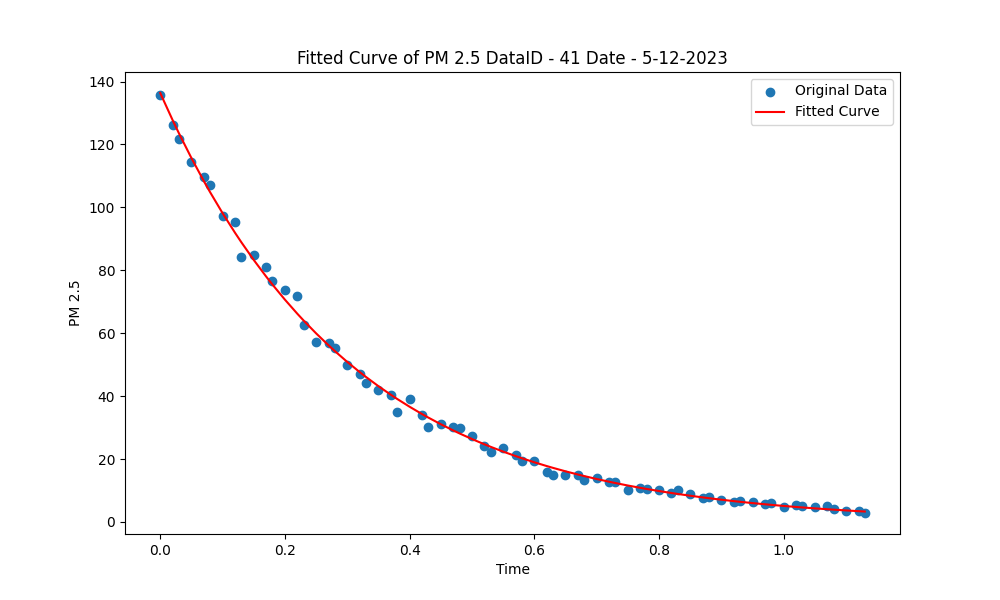 Fitted Curve of PM 2.5 DataID - 41 Date - 5-12-2023
Original Data
Fitted Curve
PM 2.5
140
120
100
80
60
40
20
0
0.0 0.2 0.4 0.6 0.8 1.0
Time